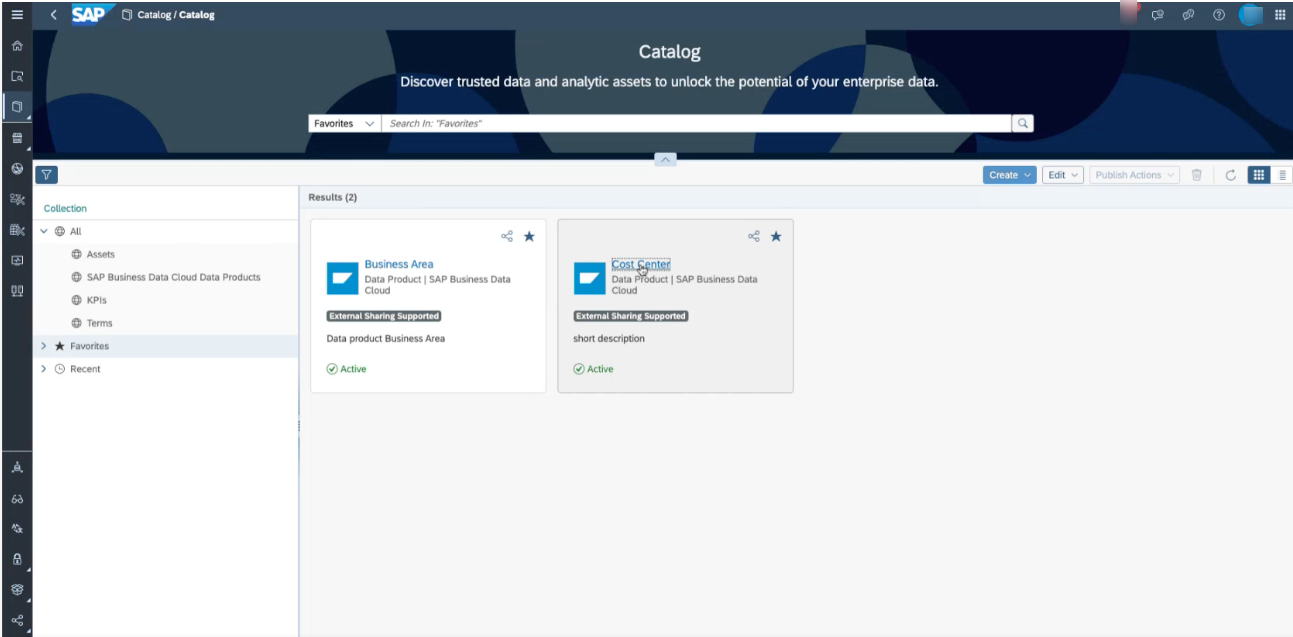 SAP
Catalog / Catalog
Catalog
Discover trusted data and analytic assets to unlock the potential of your enterprise data.
Favorites
Search In: "Favorites"
Create
Edit
Publish Actions
Collection
All
Assets
SAP Business Data Cloud Data Products
KPIs
Terms
Favorites
Recent
Results (2)
Business Area
Data Product | SAP Business Data
Cloud
External Sharing Supported
Data product Business Area
Active
Cost Center
Data Product | SAP Business Data
Cloud
External Sharing Supported
short description
Active